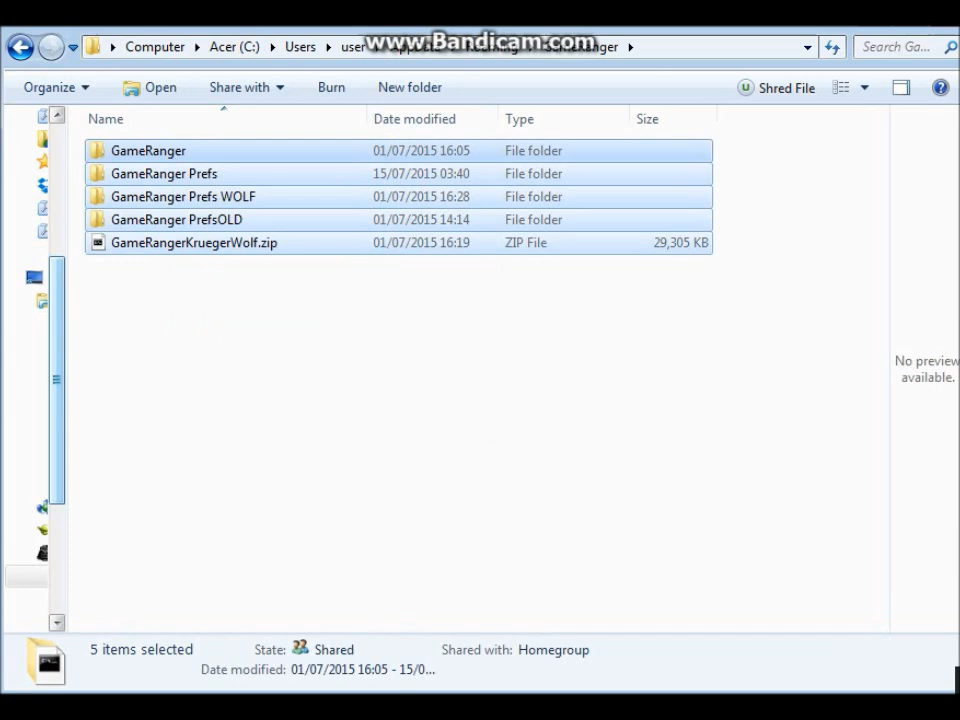 www.Bandicam.com
Computer Acer (C:) Users user
Search Ga...
Organize Open Share with Burn New folder Shred File
Name Date modified Type Size
GameRanger 01/07/2015 16:05 File folder
GameRanger Prefs 15/07/2015 03:40 File folder
GameRanger Prefs WOLF 01/07/2015 16:28 File folder
GameRanger PrefsOLD 01/07/2015 14:14 File folder
GameRangerKruegerWolf.zip 01/07/2015 16:19 ZIP File 29,305 KB
No preview
available.
5 items selected State: Shared Shared with: Homegroup
Date modified: 01/07/2015 16:05 - 15/0...